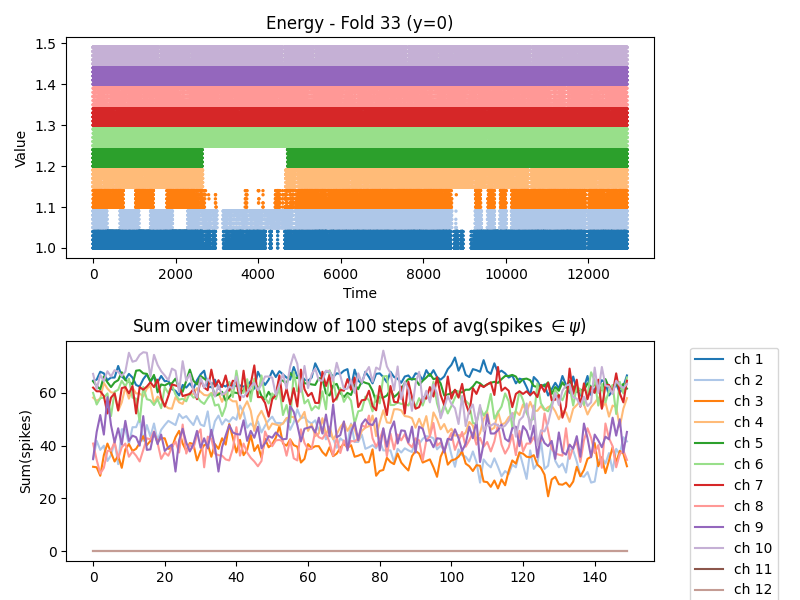 Energy - Fold 33 (y=0)
Value
1.5
1.4
1.3
1.2
1.1
1.0
0 2000 4000 6000 8000 10000 12000
Time
Sum over timewindow of 100 steps of avg(spikes ∈ ψ)
Sum(spikes)
60
40
20
0
0 20 40 60 80 100 120 140
ch 1
ch 2
ch 3
ch 4
ch 5
ch 6
ch 7
ch 8
ch 9
ch 10
ch 11
ch 12